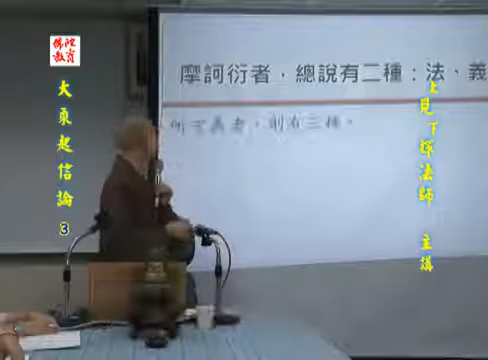 佛陀
教育
大乘起信論 3
摩訶衍者，總說有二種：法、義
所言義者，則有三種。
上見下輝法師 主講